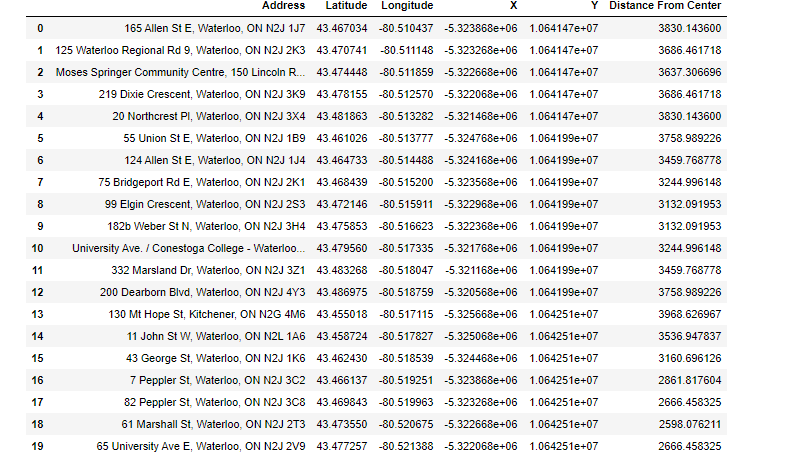 Address Latitude Longitude X Y Distance From Center
0 165 Allen St E, Waterloo, ON N2J 1J7 43.467034 -80.510437 -5.323868e+06 1.064147e+07 3830.143600
1 125 Waterloo Regional Rd 9, Waterloo, ON N2J 2K3 43.470741 -80.511148 -5.323268e+06 1.064147e+07 3686.461718
2 Moses Springer Community Centre, 150 Lincoln R... 43.474448 -80.511859 -5.322668e+06 1.064147e+07 3637.306696
3 219 Dixie Crescent, Waterloo, ON N2J 3K9 43.478155 -80.512570 -5.322068e+06 1.064147e+07 3686.461718
4 20 Northcrest Pl, Waterloo, ON N2J 3X4 43.481863 -80.513282 -5.321468e+06 1.064147e+07 3830.143600
5 55 Union St E, Waterloo, ON N2J 1B9 43.461026 -80.513777 -5.324768e+06 1.064199e+07 3758.989226
6 124 Allen St E, Waterloo, ON N2J 1J4 43.464733 -80.514488 -5.324168e+06 1.064199e+07 3459.768778
7 75 Bridgeport Rd E, Waterloo, ON N2J 2K1 43.468439 -80.515200 -5.323568e+06 1.064199e+07 3244.996148
8 99 Elgin Crescent, Waterloo, ON N2J 2S3 43.472146 -80.515911 -5.322968e+06 1.064199e+07 3132.091953
9 182b Weber St N, Waterloo, ON N2J 3H4 43.475853 -80.516623 -5.322368e+06 1.064199e+07 3132.091953
10 University Ave. / Conestoga College - Waterloo... 43.479560 -80.517335 -5.321768e+06 1.064199e+07 3244.996148
11 332 Marsland Dr, Waterloo, ON N2J 3Z1 43.483268 -80.518047 -5.321168e+06 1.064199e+07 3459.768778
12 200 Dearborn Blvd, Waterloo, ON N2J 4Y3 43.486975 -80.518759 -5.320568e+06 1.064199e+07 3758.989226
13 130 Mt Hope St, Kitchener, ON N2G 4M6 43.455018 -80.517115 -5.325668e+06 1.064251e+07 3968.626967
14 11 John St W, Waterloo, ON N2L 1A6 43.458724 -80.517827 -5.325068e+06 1.064251e+07 3536.947837
15 43 George St, Waterloo, ON N2J 1K6 43.462430 -80.518539 -5.324468e+06 1.064251e+07 3160.696126
16 7 Peppler St, Waterloo, ON N2J 3C2 43.466137 -80.519251 -5.323868e+06 1.064251e+07 2861.817604
17 82 Peppler St, Waterloo, ON N2J 3C8 43.469843 -80.519963 -5.323268e+06 1.064251e+07 2666.458325
18 61 Marshall St, Waterloo, ON N2J 2T3 43.473550 -80.520675 -5.322668e+06 1.064251e+07 2598.076211
19 65 University Ave E, Waterloo, ON N2J 2V9 43.477257 -80.521388 -5.322068e+06 1.064251e+07 2666.458325